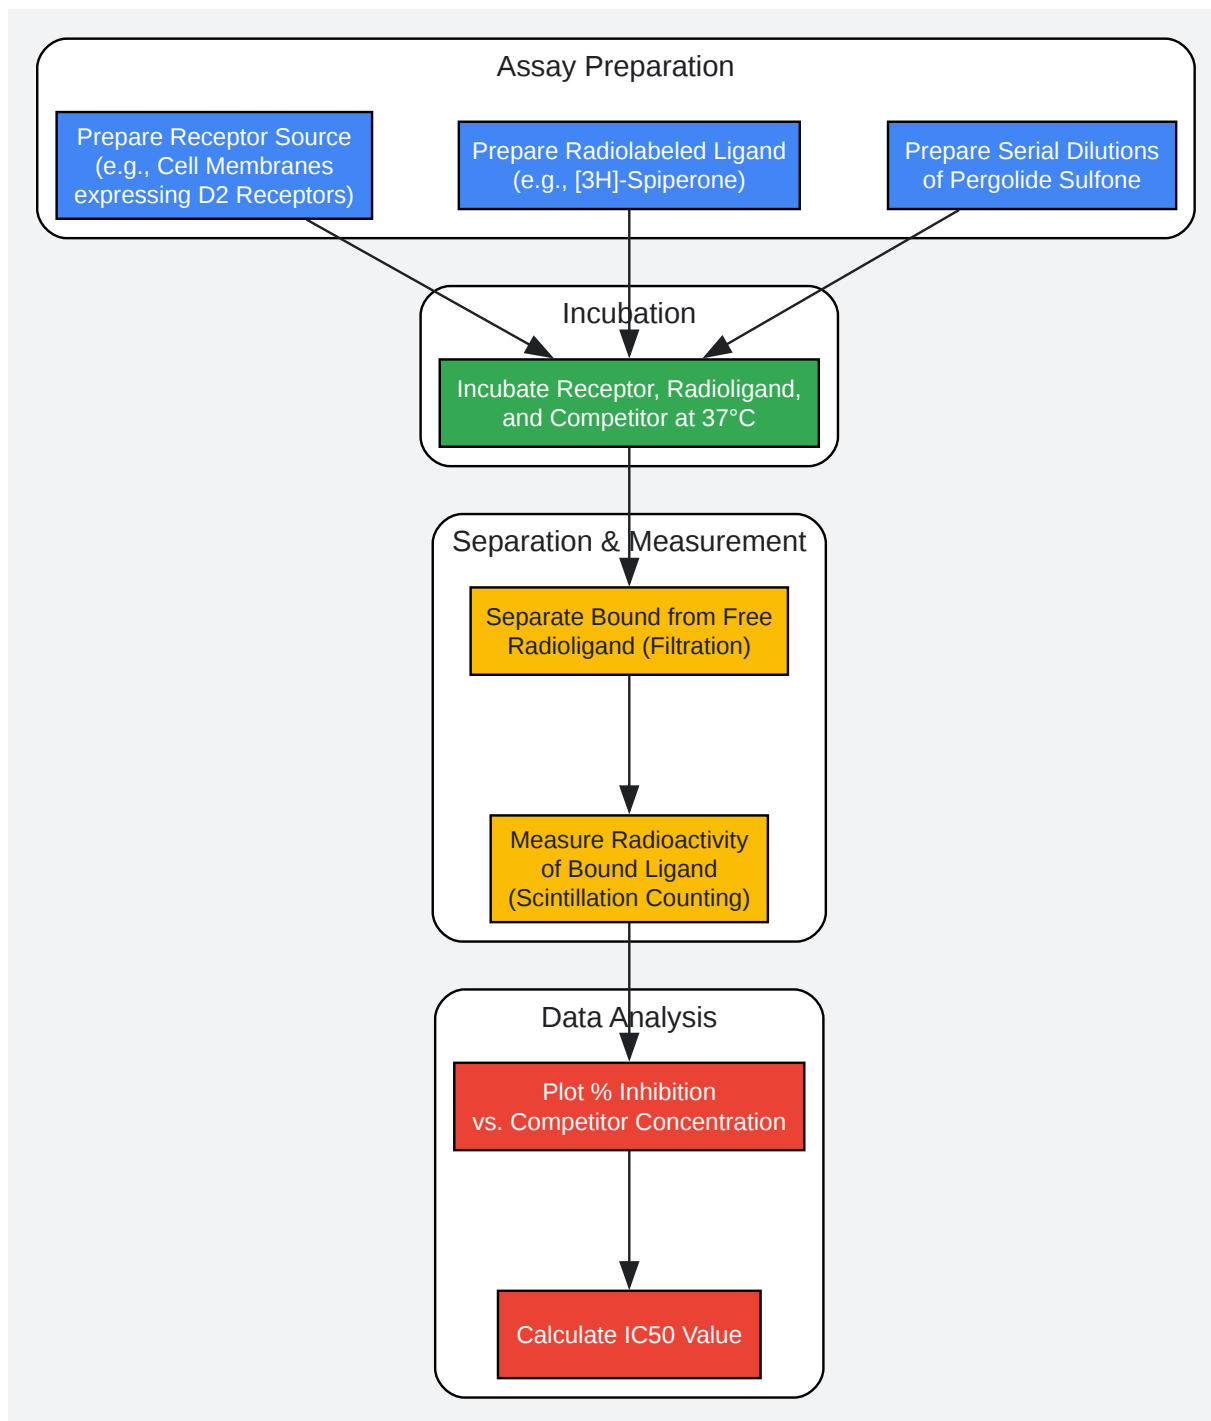 Assay Preparation
Prepare Receptor Source
(e.g., Cell Membranes
expressing D2 Receptors)
Prepare Radiolabeled Ligand
(e.g., [3H]-Spiperone)
Prepare Serial Dilutions
of Pergolide Sulfone
Incubation
Incubate Receptor, Radioligand,
and Competitor at 37°C
Separation & Measurement
Separate Bound from Free
Radioligand (Filtration)
Measure Radioactivity
of Bound Ligand
(Scintillation Counting)
Data Analysis
Plot % Inhibition
vs. Competitor Concentration
Calculate IC50 Value